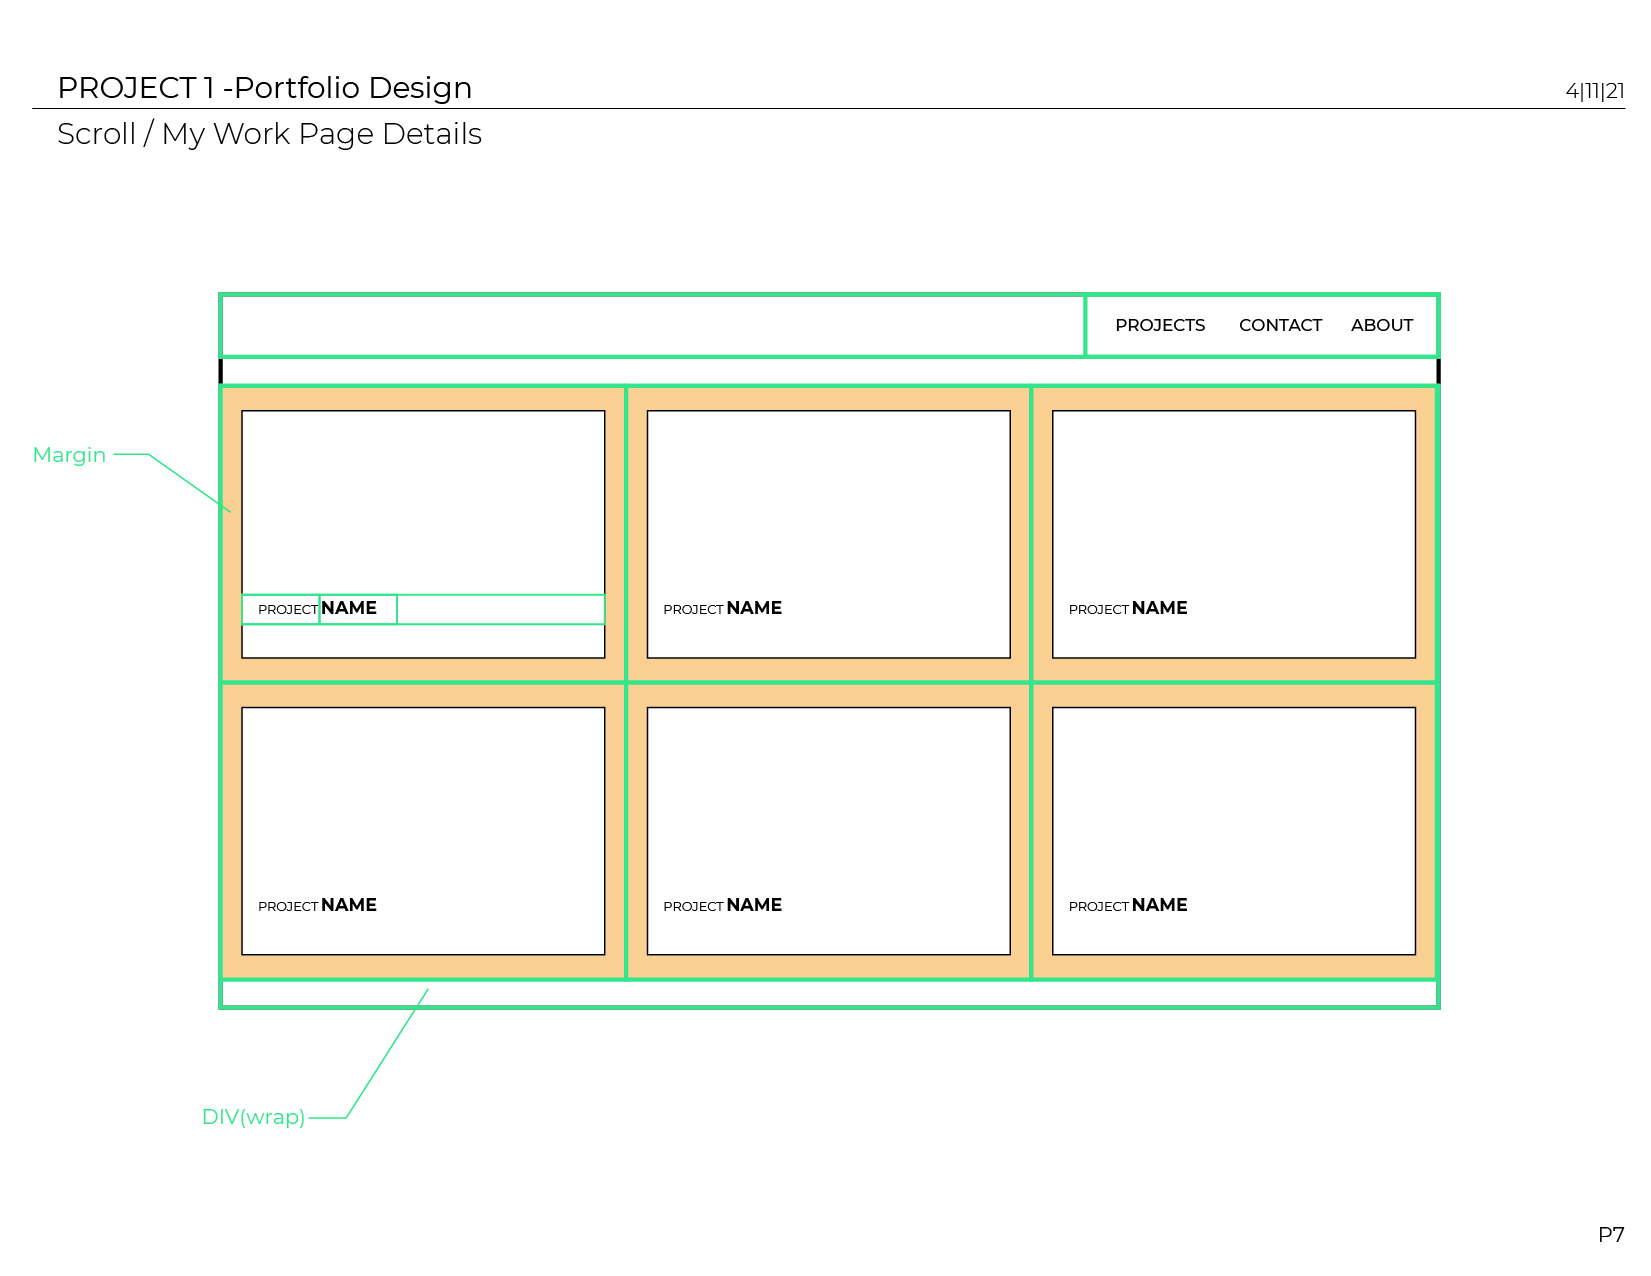 PROJECT 1 -Portfolio Design
4|11|21
Scroll / My Work Page Details
PROJECTS CONTACT ABOUT
Margin
PROJECT NAME
PROJECT NAME
PROJECT NAME
PROJECT NAME
PROJECT NAME
PROJECT NAME
DIV(wrap)
P7